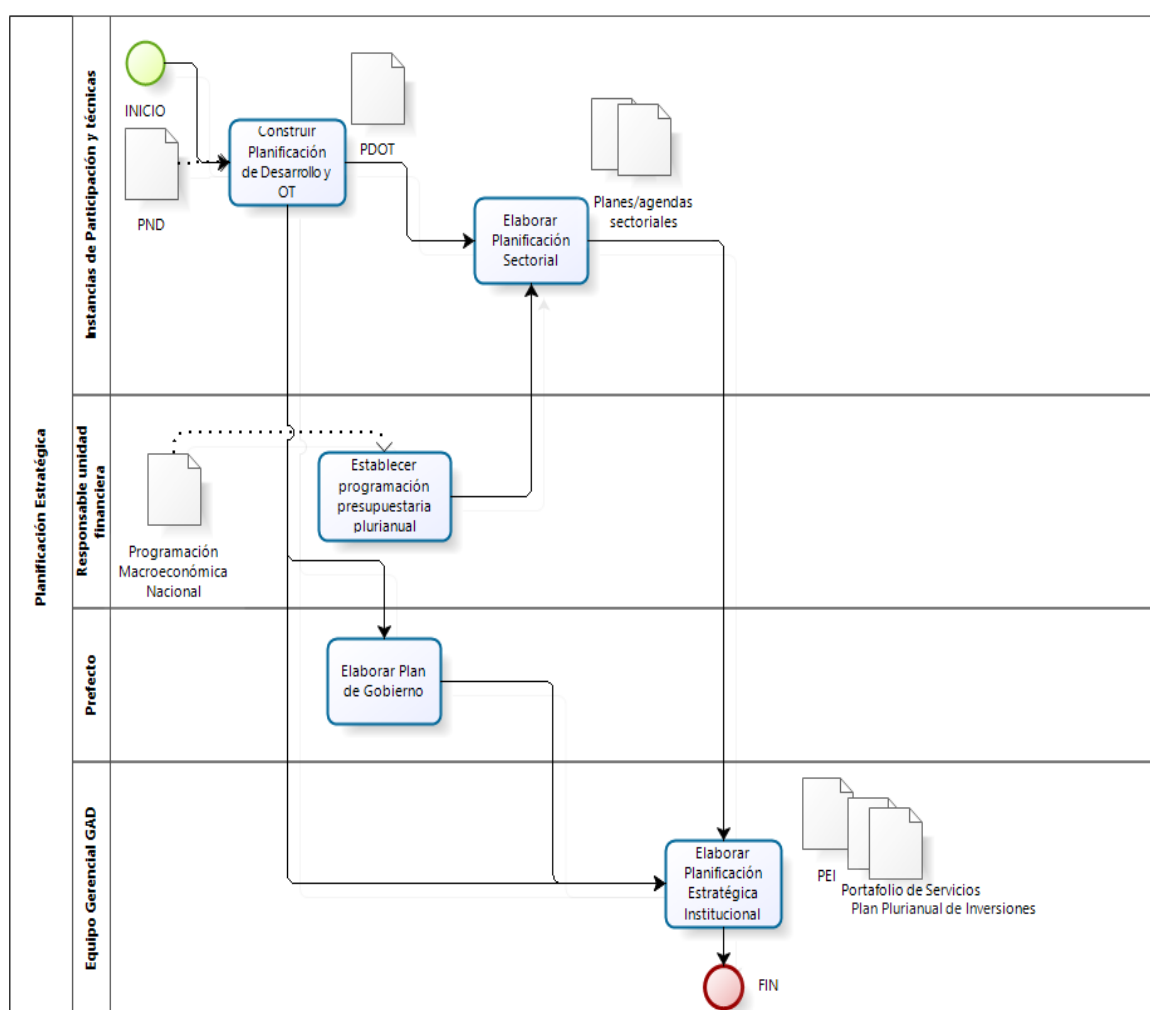 Planificación Estratégica
Instancias de Participación y técnicas
INICIO
PND
Construir
Planificación
de Desarrollo y
OT
PDOT
Elaborar
Planificación
Sectorial
Planes/agendas
sectoriales
Responsable unidad
financiera
Programación
Macroeconómica
Nacional
Establecer
programación
presupuestaria
plurianual
Prefecto
Elaborar Plan
de Gobierno
Equipo Gerencial GAD
Elaborar
Planificación
Estratégica
Institucional
PEI
Portafolio de Servicios
Plan Plurianual de Inversiones
FIN